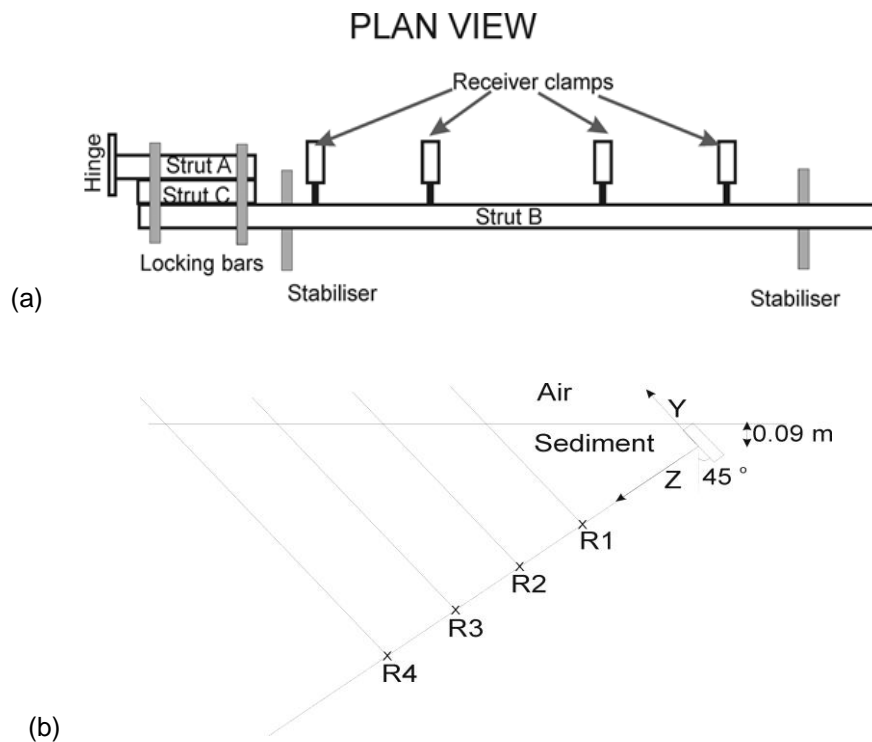 PLAN VIEW
Receiver clamps
Hinge
Strut A
Strut C
Strut B
Locking bars
Stabiliser
Stabiliser
(a)
Air
Y
Sediment
0.09 m
Z
45 °
R1
R2
R3
R4
(b)